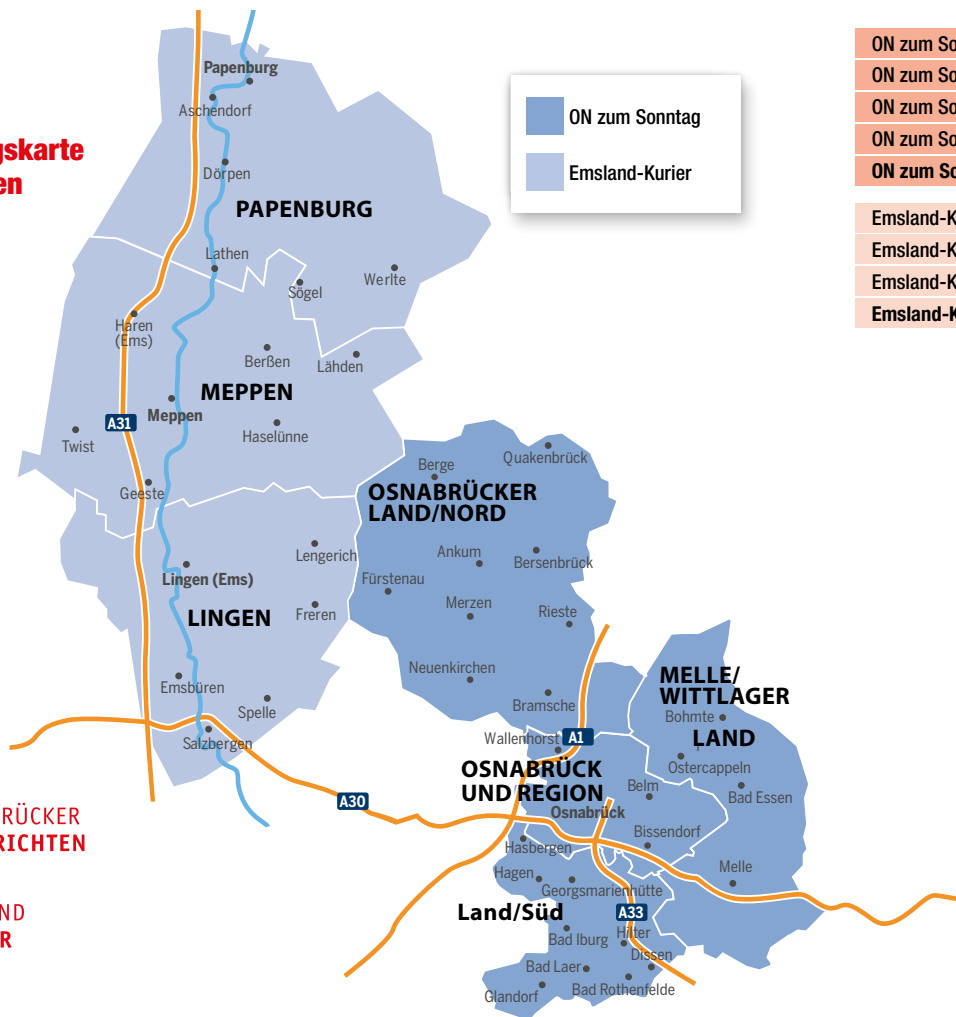 gskarte
en
Papenburg
Aschendorf
Dörpen
PAPENBURG
Lathen
Sögel
Werlte
Haren
(Ems)
Berßen
Lähden
MEPPEN
A31
Meppen
Twist
Haselünne
Geeste
Lengerich
Lingen (Ems)
LINGEN
Freren
Emsbüren
Spelle
Salzbergen
A30
ON zum Sonntag
Emsland-Kurier
ON zum So
ON zum So
ON zum So
ON zum So
ON zum So
Emsland-K
Emsland-K
Emsland-K
Emsland-K
Berge
Quakenbrück
OSNABRÜCKER
LAND/NORD
Ankum
Bersenbrück
Fürstenau
Merzen
Rieste
Neuenkirchen
Bramsche
MELLE/
WITTLAGER
Bohmte
LAND
Wallenhorst
A1
Ostercappeln
OSNABRÜCK
UND REGION
Belm
Bad Essen
Osnabrück
Bissendorf
Hasbergen
Melle
Hagen
Georgsmarienhütte
Land/Süd
A33
Hilter
Bad Iburg
Dissen
Bad Laer
Glandorf
Bad Rothenfelde
RÜCKER
RICHTEN
ND
R